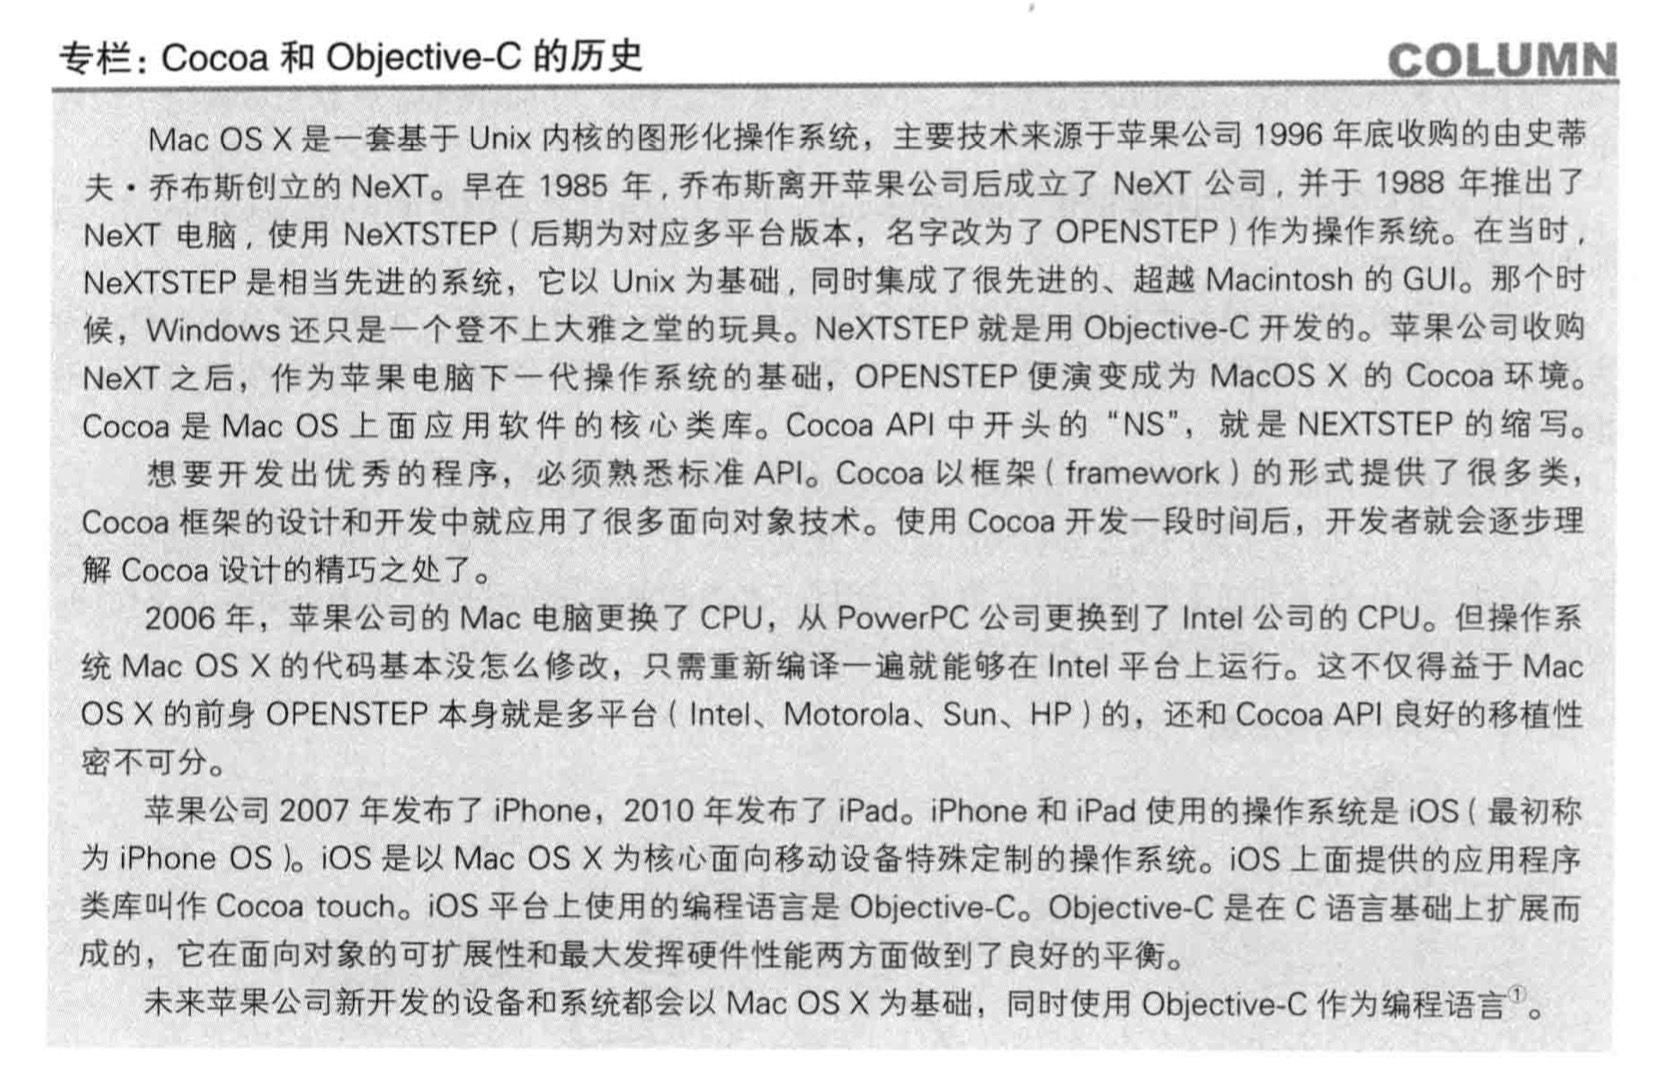 专栏：Cocoa 和 Objective-C 的历史
COLUMN
Mac OS X 是一套基于 Unix 内核的图形化操作系统，主要技术来源于苹果公司 1996 年底收购的由史蒂
夫·乔布斯创立的 NeXT。早在 1985 年，乔布斯离开苹果公司后成立了 NeXT 公司，并于 1988 年推出了
NeXT 电脑，使用 NeXTSTEP（后期为对应多平台版本，名字改为了 OPENSTEP）作为操作系统。在当时，
NeXTSTEP 是相当先进的系统，它以 Unix 为基础，同时集成了很先进的、超越 Macintosh 的 GUI。那个时
候，Windows 还只是一个登不上大雅之堂的玩具。NeXTSTEP 就是用 Objective-C 开发的。苹果公司收购
NeXT 之后，作为苹果电脑下一代操作系统的基础，OPENSTEP 便演变成为 MacOS X 的 Cocoa 环境。
Cocoa 是 Mac OS 上面应用软件的核心类库。Cocoa API 中开头的“NS”，就是 NEXTSTEP 的缩写。
想要开发出优秀的程序，必须熟悉标准 API。Cocoa 以框架（framework）的形式提供了很多类，
Cocoa 框架的设计和开发中就应用了很多面向对象技术。使用 Cocoa 开发一段时间后，开发者就会逐步理
解 Cocoa 设计的精巧之处了。
2006 年，苹果公司的 Mac 电脑更换了 CPU，从 PowerPC 公司更换到了 Intel 公司的 CPU。但操作系
统 Mac OS X 的代码基本没怎么修改，只需重新编译一遍就能够在 Intel 平台上运行。这不仅得益于 Mac
OS X 的前身 OPENSTEP 本身就是多平台（Intel、Motorola、Sun、HP）的，还和 Cocoa API 良好的移植性
密不可分。
苹果公司 2007 年发布了 iPhone，2010 年发布了 iPad。iPhone 和 iPad 使用的操作系统是 iOS（最初称
为 iPhone OS）。iOS 是以 Mac OS X 为核心面向移动设备特殊定制的操作系统。iOS 上面提供的应用程序
类库叫作 Cocoa touch。iOS 平台上使用的编程语言是 Objective-C。Objective-C 是在 C 语言基础上扩展而
成的，它在面向对象的可扩展性和最大发挥硬件性能两方面做到了良好的平衡。
未来苹果公司新开发的设备和系统都会以 Mac OS X 为基础，同时使用 Objective-C 作为编程语言①。